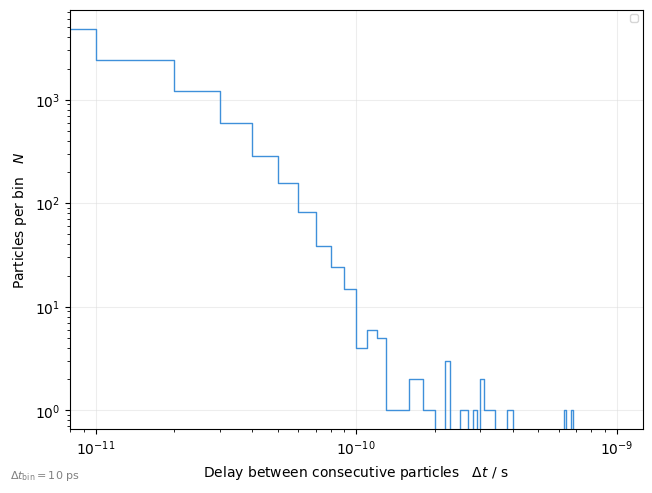 10³
10²
10¹
10⁰
Particles per bin N
10⁻¹¹
10⁻¹⁰
10⁻⁹
Delay between consecutive particles Δt / s
Δt_bin = 10 ps